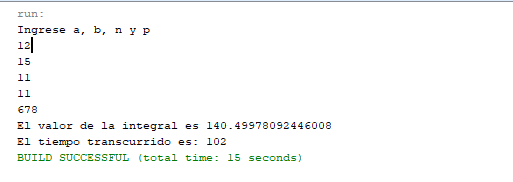 run:
Ingrese a, b, n y p
12
15
11
11
678
El valor de la integral es 140.49978092446008
El tiempo transcurrido es: 102
BUILD SUCCESSFUL (total time: 15 seconds)